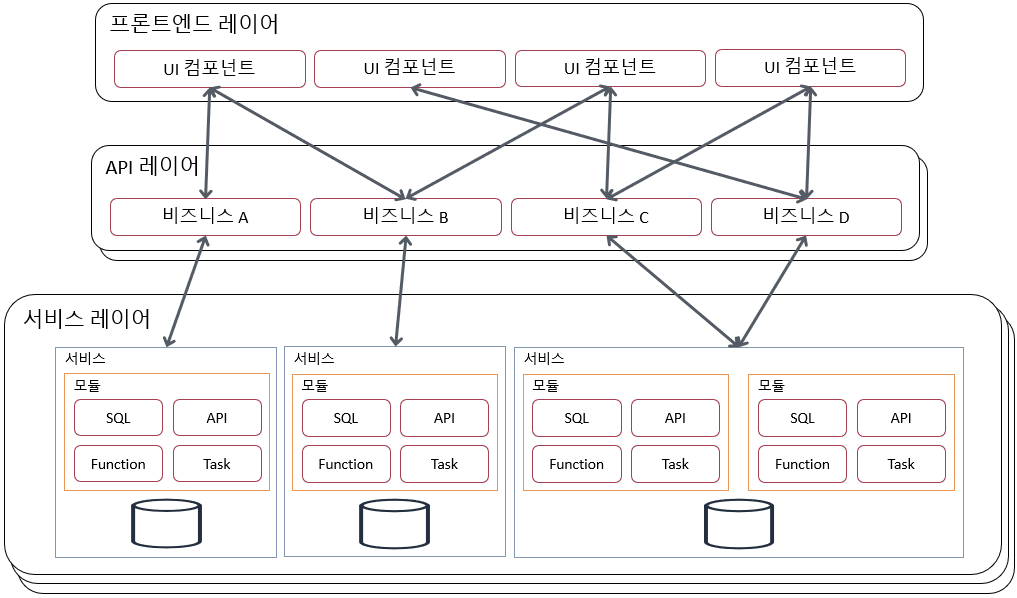 프론트엔드 레이어
UI 컴포넌트
UI 컴포넌트
UI 컴포넌트
UI 컴포넌트
API 레이어
비즈니스 A
비즈니스 B
비즈니스 C
비즈니스 D
서비스 레이어
서비스
모듈
SQL
API
Function
Task
서비스
모듈
SQL
API
Function
Task
서비스
모듈
SQL
API
Function
Task
모듈
SQL
API
Function
Task